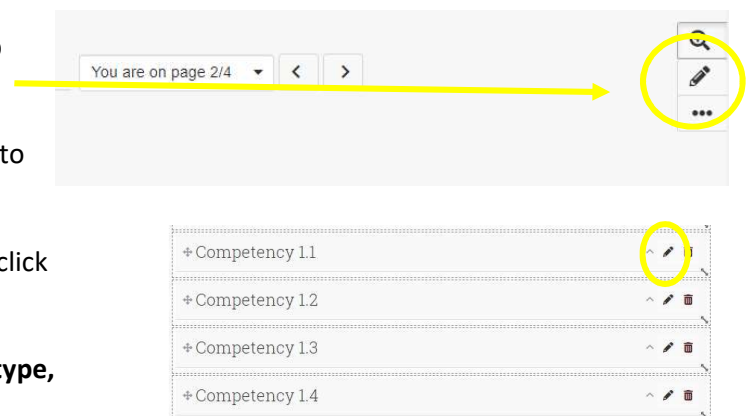 You are on page 2/4
to
click
type,
Competency 1.1
Competency 1.2
Competency 1.3
Competency 1.4